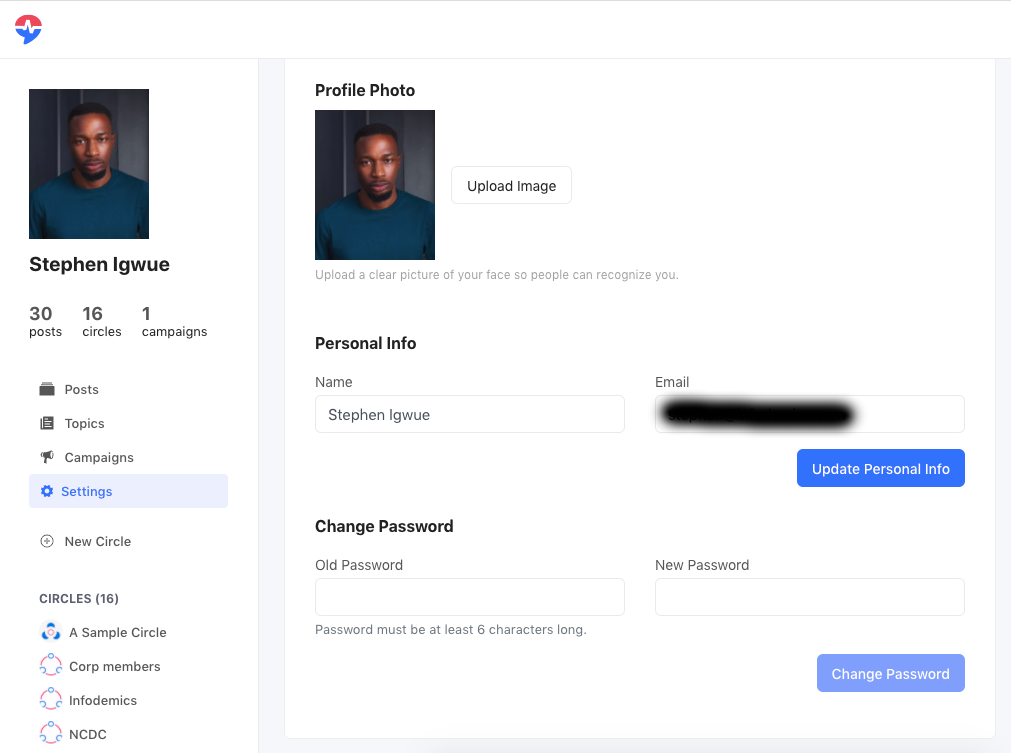 Stephen Igwue
30 posts
16 circles
1 campaigns
Posts
Topics
Campaigns
Settings
New Circle
CIRCLES (16)
A Sample Circle
Corp members
Infodemics
NCDC
Profile Photo
Upload Image
Upload a clear picture of your face so people can recognize you.
Personal Info
Name
Stephen Igwue
Email
Update Personal Info
Change Password
Old Password
New Password
Password must be at least 6 characters long.
Change Password